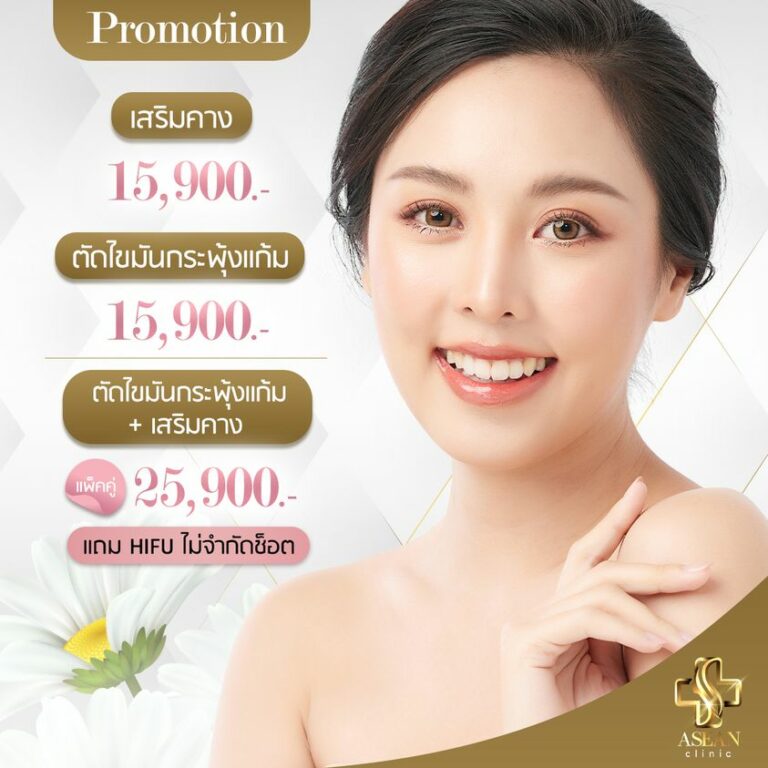 Promotion
เสริมคาง
15,900.-
ตัดไขมันกระพุ้งแก้ม
15,900.-
ตัดไขมันกระพุ้งแก้ม
+ เสริมคาง
แพ็คคู่ 25,900.-
แถม HIFU ไม่จำกัดช็อต
ASEAN
clinic